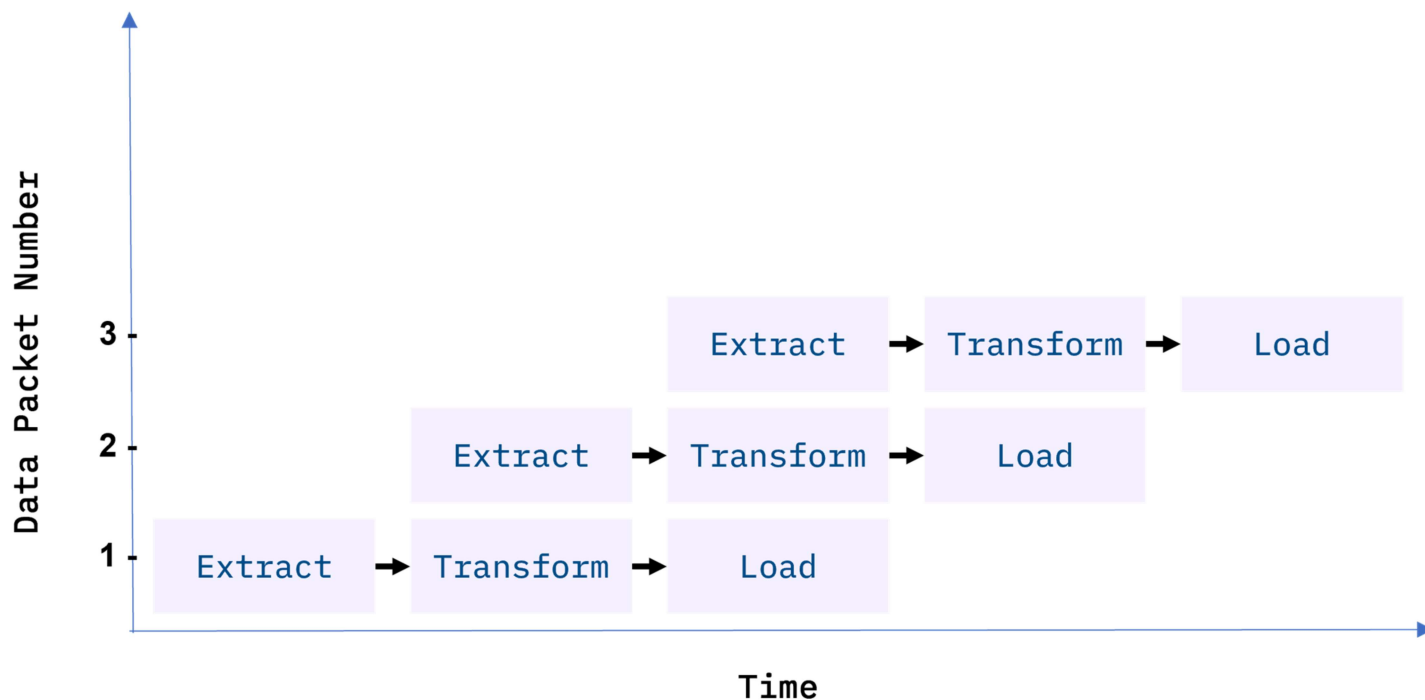 Data Packet Number
3
Extract
Transform
Load
2
Extract
Transform
Load
1
Extract
Transform
Load
Time